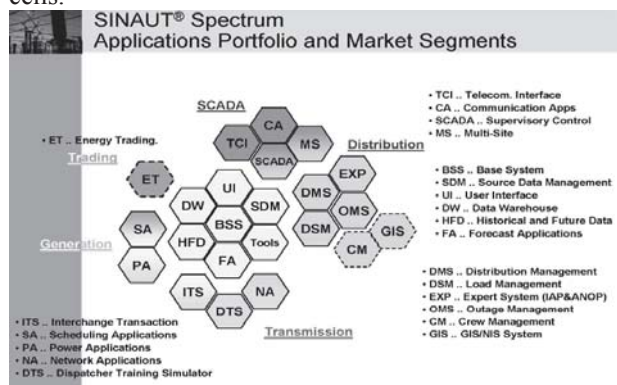 cells.
SINAUT® Spectrum
Applications Portfolio and Market Segments
SCADA
• TCI .. Telecom. Interface
• CA .. Communication Apps
• SCADA .. Supervisory Control
• MS .. Multi-Site
CA
TCI
MS
SCADA
Distribution
• ET .. Energy Trading.
Trading
ET
EXP
DMS
OMS
DSM
CM
GIS
• BSS .. Base System
• SDM .. Source Data Management
• UI .. User Interface
• DW .. Data Warehouse
• HFD .. Historical and Future Data
• FA .. Forecast Applications
UI
DW
SDM
BSS
HFD
Tools
FA
SA
Generation
PA
ITS
NA
DTS
Transmission
• DMS .. Distribution Management
• DSM .. Load Management
• EXP .. Expert System (IAP&ANOP)
• OMS .. Outage Management
• CM .. Crew Management
• GIS .. GIS/NIS System
• ITS .. Interchange Transaction
• SA .. Scheduling Applications
• PA .. Power Applications
• NA .. Network Applications
• DTS .. Dispatcher Training Simulator